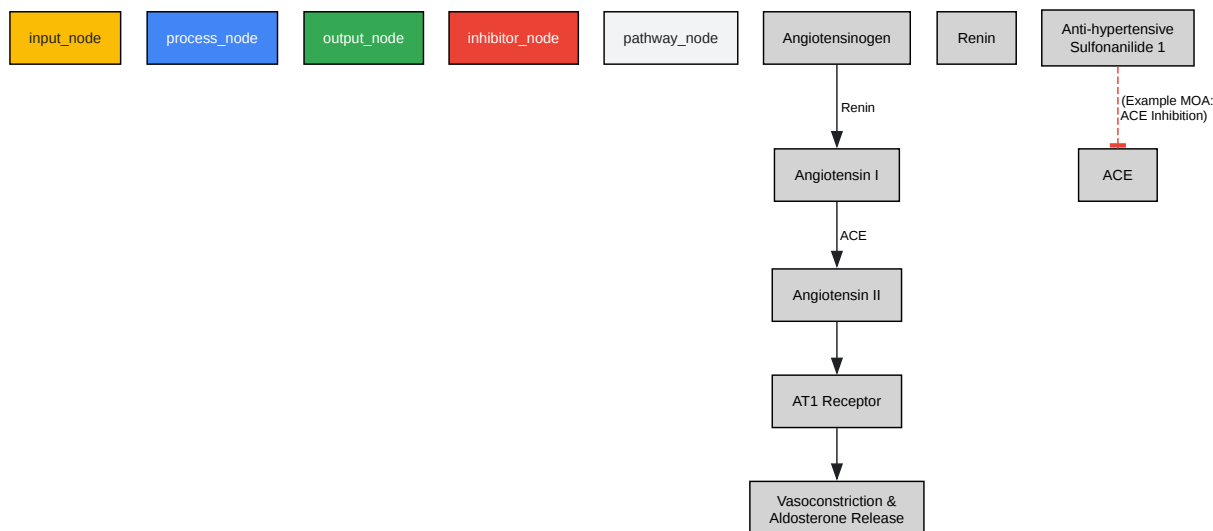 input_node
process_node
output_node
inhibitor_node
pathway_node
Angiotensinogen
Renin
Anti-hypertensive
Sulfonanilide 1
Renin
(Example MOA:
ACE Inhibition)
Angiotensin I
ACE
ACE
Angiotensin II
AT1 Receptor
Vasoconstriction &
Aldosterone Release